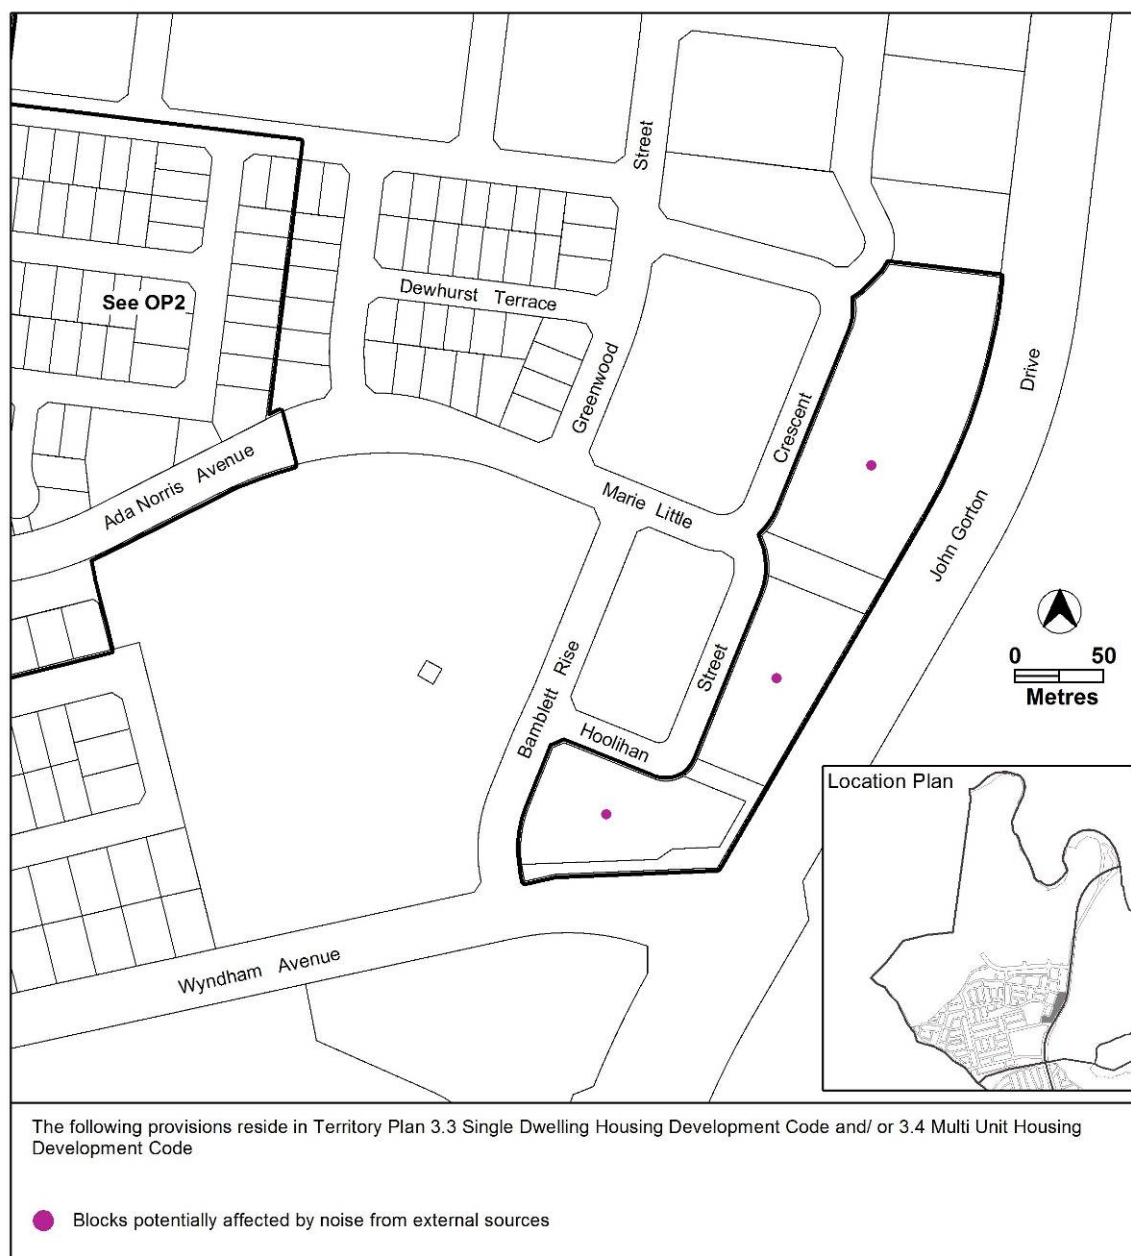 Street
See OP2
Dewhurst Terrace
Greenwood
Drive
Crescent
Ada Norris Avenue
Marie Little
John Gorton
Street
Bamblett Rise
Hoolihan
0 50
Metres
Location Plan
Wyndham Avenue
The following provisions reside in Territory Plan 3.3 Single Dwelling Housing Development Code and/ or 3.4 Multi Unit Housing
Development Code
Blocks potentially affected by noise from external sources